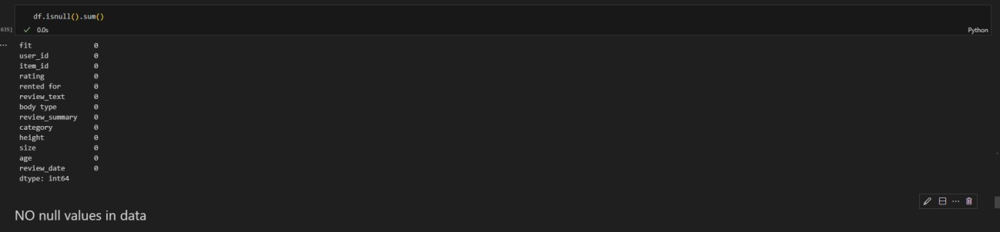 df.isnull().sum()
635]
0.0s
Python
...
fit 0
user_id 0
item_id 0
rating 0
rented for 0
review_text 0
body type 0
review_summary 0
category 0
height 0
size 0
age 0
review_date 0
dtype: int64
NO null values in data